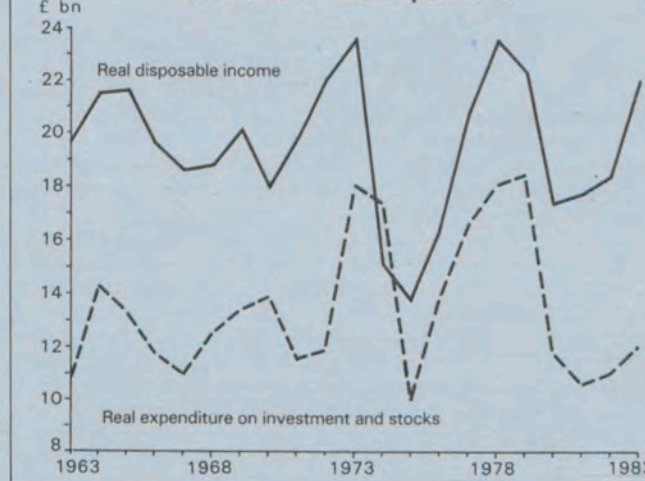 £ bn
24
22
20
18
16
14
12
10
8
Real disposable income
Real expenditure on investment and stocks
1963 1968 1973 1978 1983